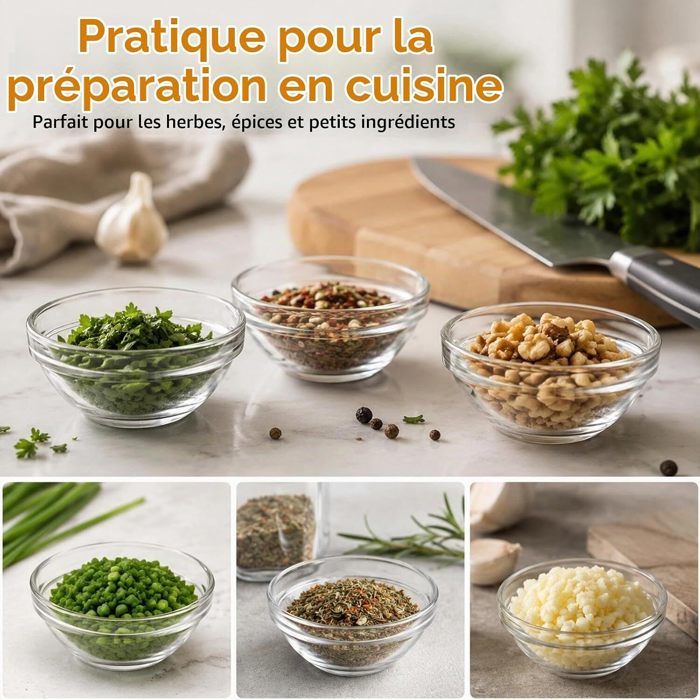 Pratique pour la
préparation en cuisine
Parfait pour les herbes, épices et petits ingrédients